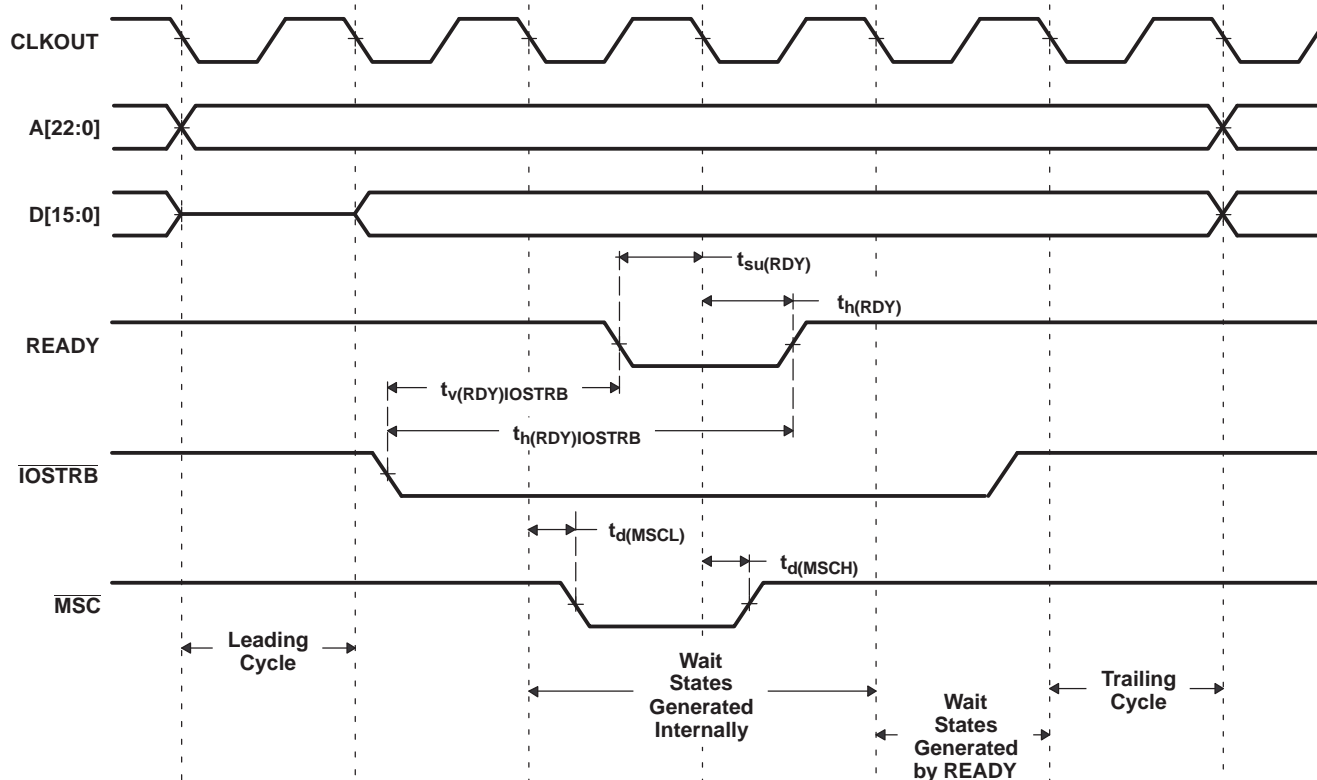 CLKOUT
A[22:0]
D[15:0]
tsu(RDY)
th(RDY)
READY
tv(RDY)IOSTRB
th(RDY)IOSTRB
IOSTRB
td(MSCL)
td(MSCH)
MSC
Leading
Cycle
Wait
States
Generated
Internally
Wait
States
Generated
by READY
Trailing
Cycle